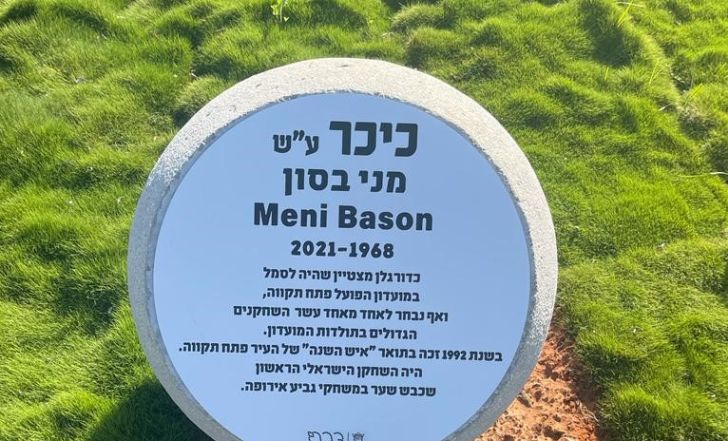 כיכר ע״ש
מני בסון
Meni Bason
2021-1968
כדורגלן מצטיין שהיה לסמל
במועדון הפועל פתח תקווה,
ואף נבחר לאחד מאחד עשר השחקנים
הגדולים בתולדות המועדון.
בשנת 1992 זכה בתואר "איש השנה" של העיר פתח תקווה.
היה השחקן הישראלי הראשון
שכבש שער במשחקי גביע אירופה.